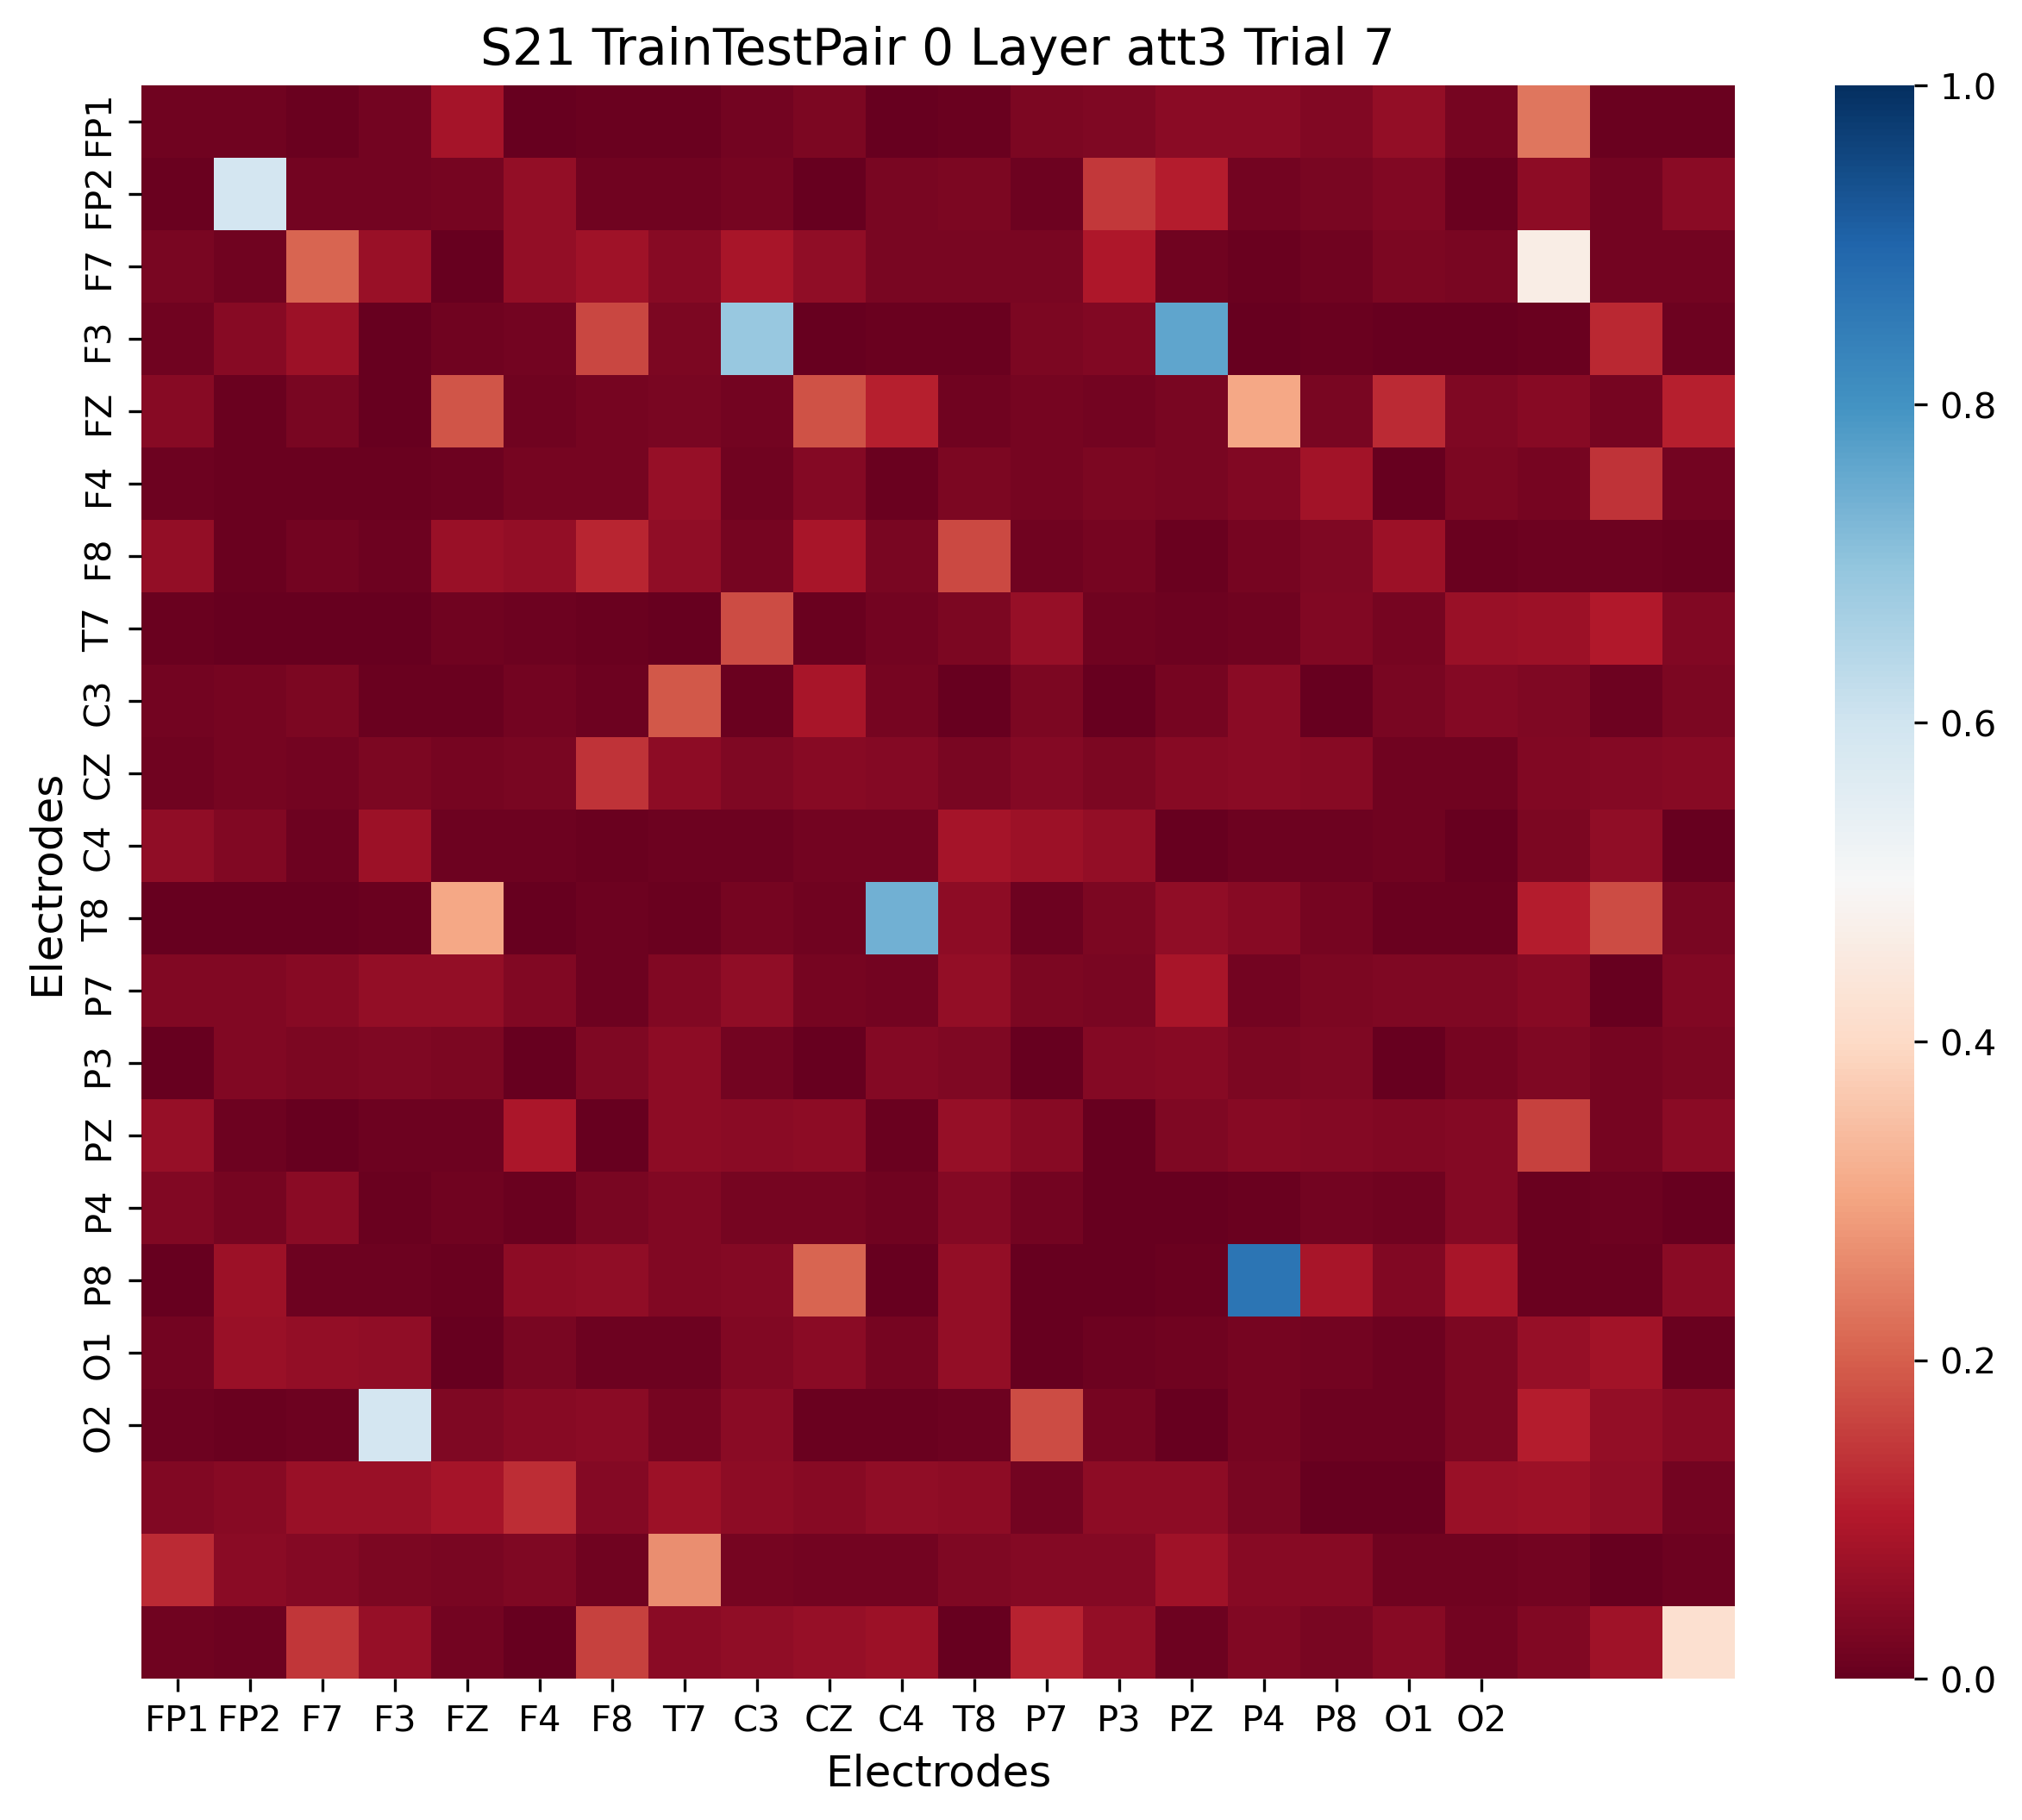 S21 TrainTestPair 0 Layer att3 Trial 7
Electrodes
FP1
FP2
F7
F3
FZ
F4
F8
T7
C3
CZ
C4
T8
P7
P3
PZ
P4
P8
O1
O2
FP1 FP2 F7 F3 FZ F4 F8 T7 C3 CZ C4 T8 P7 P3 PZ P4 P8 O1 O2
Electrodes
1.0
0.8
0.6
0.4
0.2
0.0